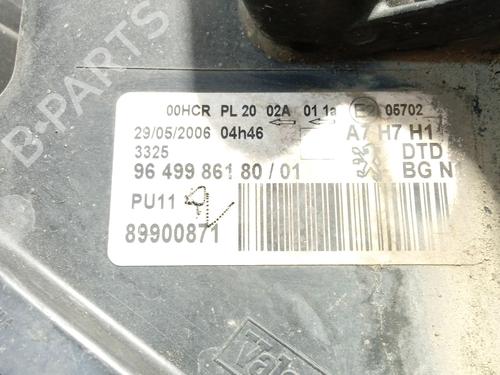 00HCR PL 20 02A 01 1a E2 05702
29/05/2006 04h46 A7 H7 H1
3325 DTD
96 499 861 80 / 01 BG N
PU11
89900871
B-PARTS